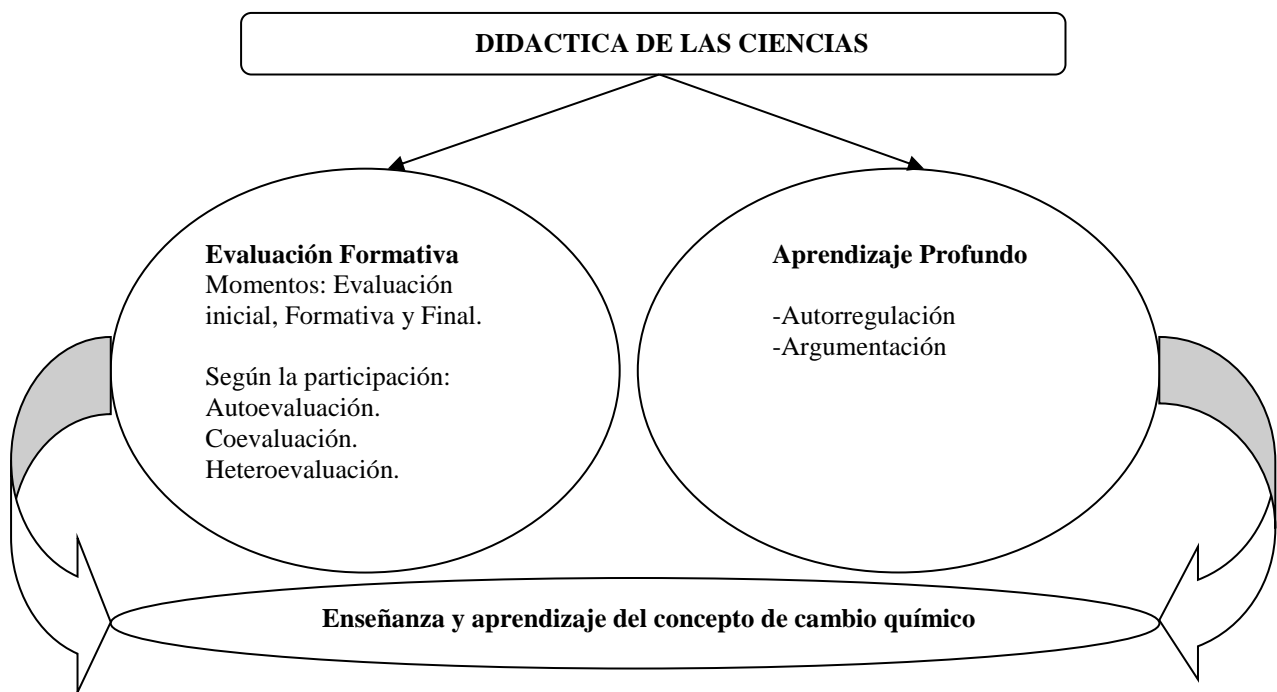 DIDACTICA DE LAS CIENCIAS
Evaluación Formativa
Momentos: Evaluación
inicial, Formativa y Final.
Según la participación:
Autoevaluación.
Coevaluación.
Heteroevaluación.
Aprendizaje Profundo
-Autorregulación
-Argumentación
Enseñanza y aprendizaje del concepto de cambio químico